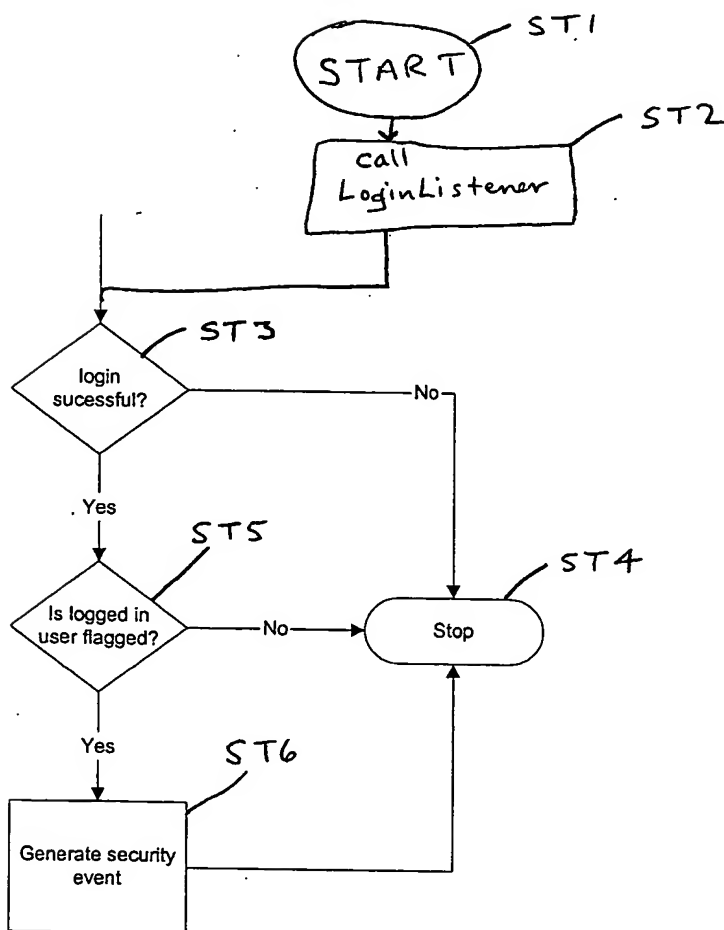 ST1
START
ST2
call
LoginListener
ST3
login
sucessful?
No
Yes
ST5
ST4
Is logged in
user flagged?
No
Stop
Yes
ST6
Generate security
event